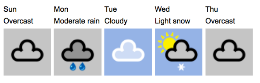 Sun Mon Tue Wed Thu
Overcast Moderate rain Cloudy Light snow Overcast